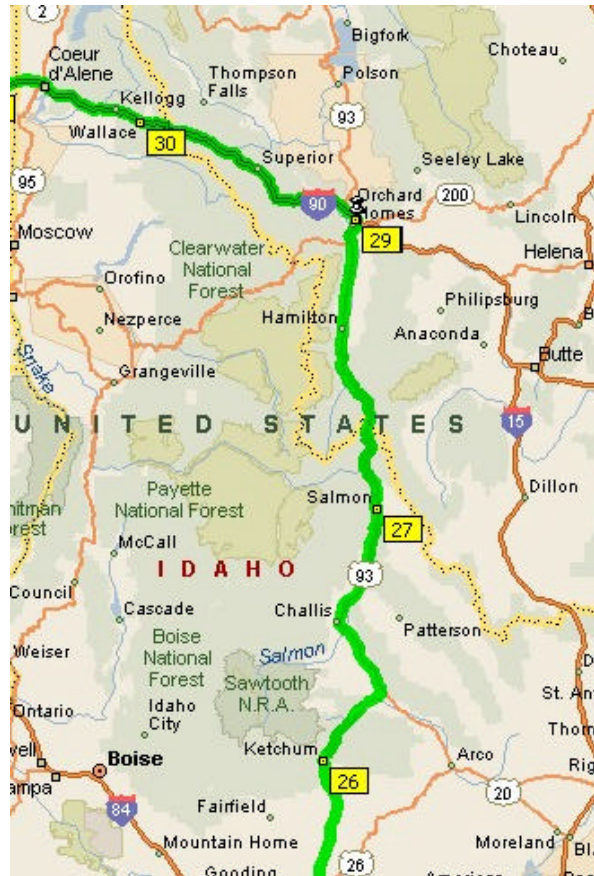 2
Bigfork
Choteau
Coeur
d'Alene
Thompson
Falls
Polson
Kellogg
Wallace
30
93
Superior
Seeley Lake
95
90
Orchard
Homes
200
Lincoln
29
Moscow
Helena
Clearwater
National
Forest
Orofino
Nezperce
Philipsburg
Hamilton
Anaconda
Butte
Snake
Grangeville
UNITED STATES
15
Payette
National Forest
Salmon
Dillon
27
McCall
IDAHO
93
Council
Cascade
Challis
Patterson
Boise
National
Forest
Salmon
Weiser
Sawtooth
N.R.A.
St. An
Ontario
Idaho
City
Thorn
Ketchum
Arco
Boise
26
20
84
Fairfield
Mountain Home
Moreland
Gooding
26